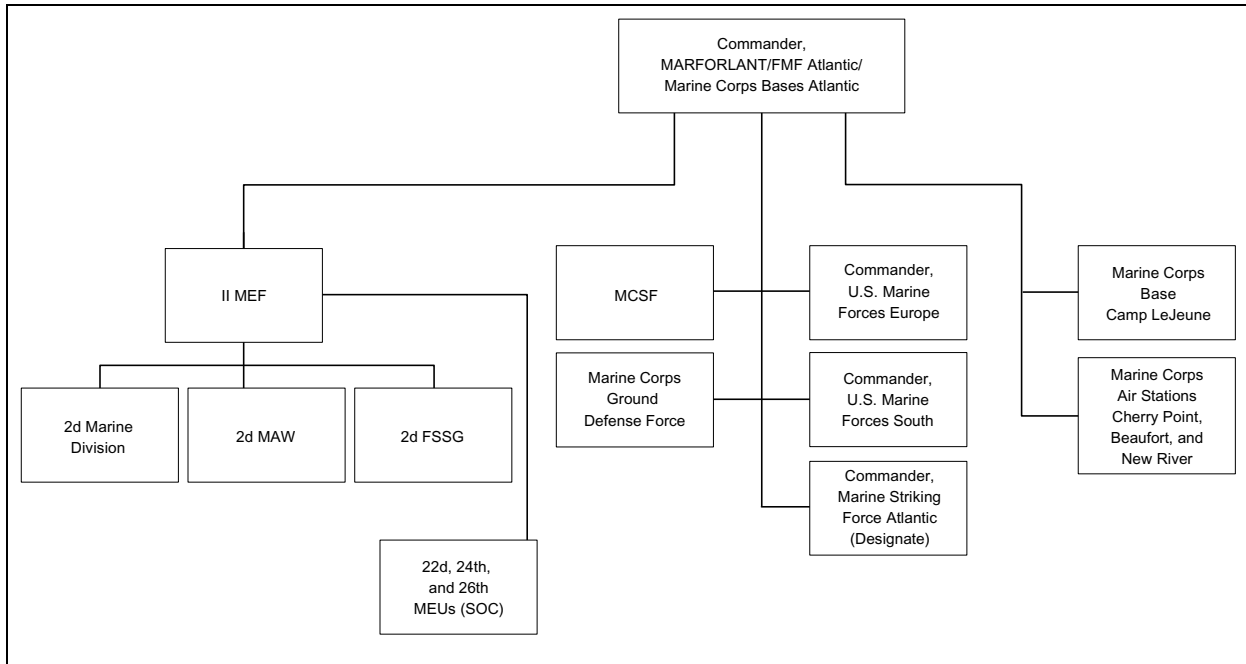 Commander,
MARFORLANT/FMF Atlantic/
Marine Corps Bases Atlantic
II MEF
MCSF
Commander,
U.S. Marine
Forces Europe
Marine Corps
Base
Camp LeJeune
2d Marine
Division
2d MAW
2d FSSG
Marine Corps
Ground
Defense Force
Commander,
U.S. Marine
Forces South
Marine Corps
Air Stations
Cherry Point,
Beaufort, and
New River
Commander,
Marine Striking
Force Atlantic
(Designate)
22d, 24th,
and 26th
MEUs (SOC)